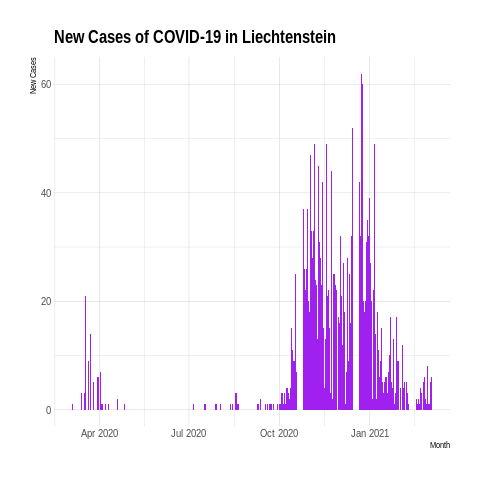 New Cases of COVID-19 in Liechtenstein
New Cases
60
40
20
0
Apr 2020 Jul 2020 Oct 2020 Jan 2021
Month